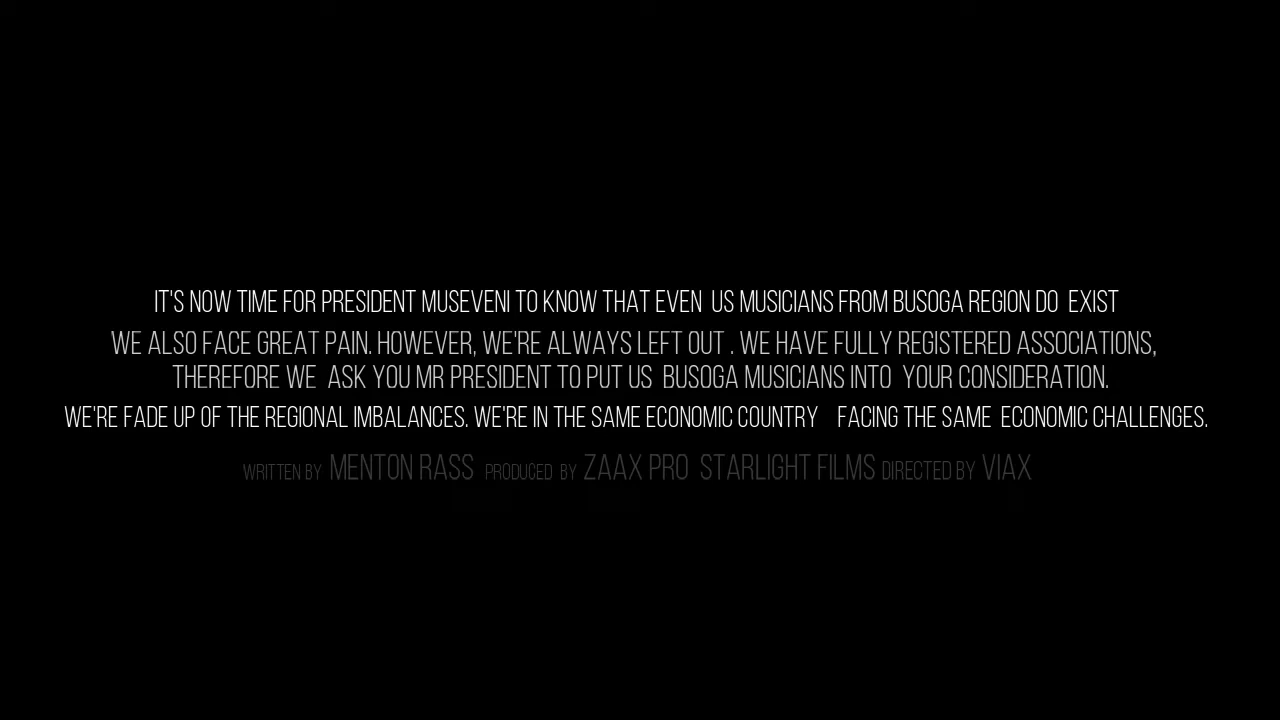 IT'S NOW TIME FOR PRESIDENT MUSEVENI TO KNOW THAT EVEN US MUSICIANS FROM BUSOGA REGION DO EXIST
WE ALSO FACE GREAT PAIN. HOWEVER, WE'RE ALWAYS LEFT OUT . WE HAVE FULLY REGISTERED ASSOCIATIONS,
THEREFORE WE ASK YOU MR PRESIDENT TO PUT US BUSOGA MUSICIANS INTO YOUR CONSIDERATION.
WE'RE FADE UP OF THE REGIONAL IMBALANCES. WE'RE IN THE SAME ECONOMIC COUNTRY FACING THE SAME ECONOMIC CHALLENGES.
WRITTEN BY MENTON RASS PRODUCED BY ZAAX PRO STARLIGHT FILMS DIRECTED BY VIAX